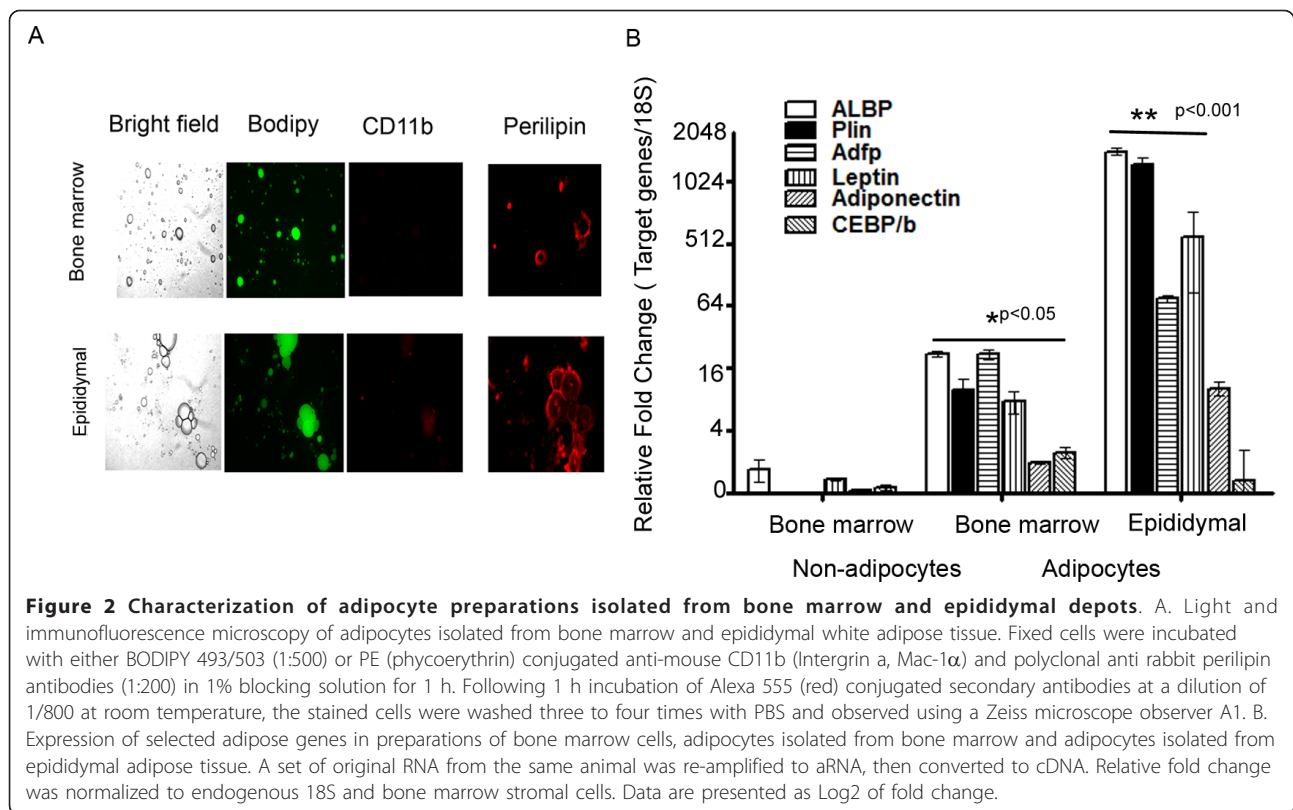 A
Bright field Bodipy CD11b Perilipin
Bone marrow
Epididymal
B
Relative Fold Change ( Target genes/18S)
2048
1024
512
64
16
4
0
ALBP
Plin
Adfp
Leptin
Adiponectin
CEBP/b
*p<0.05
** p<0.001
Bone marrow Bone marrow Epididymal
Non-adipocytes Adipocytes
Figure 2 Characterization of adipocyte preparations isolated from bone marrow and epididymal depots. A. Light and
immunofluorescence microscopy of adipocytes isolated from bone marrow and epididymal white adipose tissue. Fixed cells were incubated
with either BODIPY 493/503 (1:500) or PE (phycoerythrin) conjugated anti-mouse CD11b (Intergrin a, Mac-1α) and polyclonal anti rabbit perilipin
antibodies (1:200) in 1% blocking solution for 1 h. Following 1 h incubation of Alexa 555 (red) conjugated secondary antibodies at a dilution of
1/800 at room temperature, the stained cells were washed three to four times with PBS and observed using a Zeiss microscope observer A1. B.
Expression of selected adipose genes in preparations of bone marrow cells, adipocytes isolated from bone marrow and adipocytes isolated from
epididymal adipose tissue. A set of original RNA from the same animal was re-amplified to aRNA, then converted to cDNA. Relative fold change
was normalized to endogenous 18S and bone marrow stromal cells. Data are presented as Log2 of fold change.